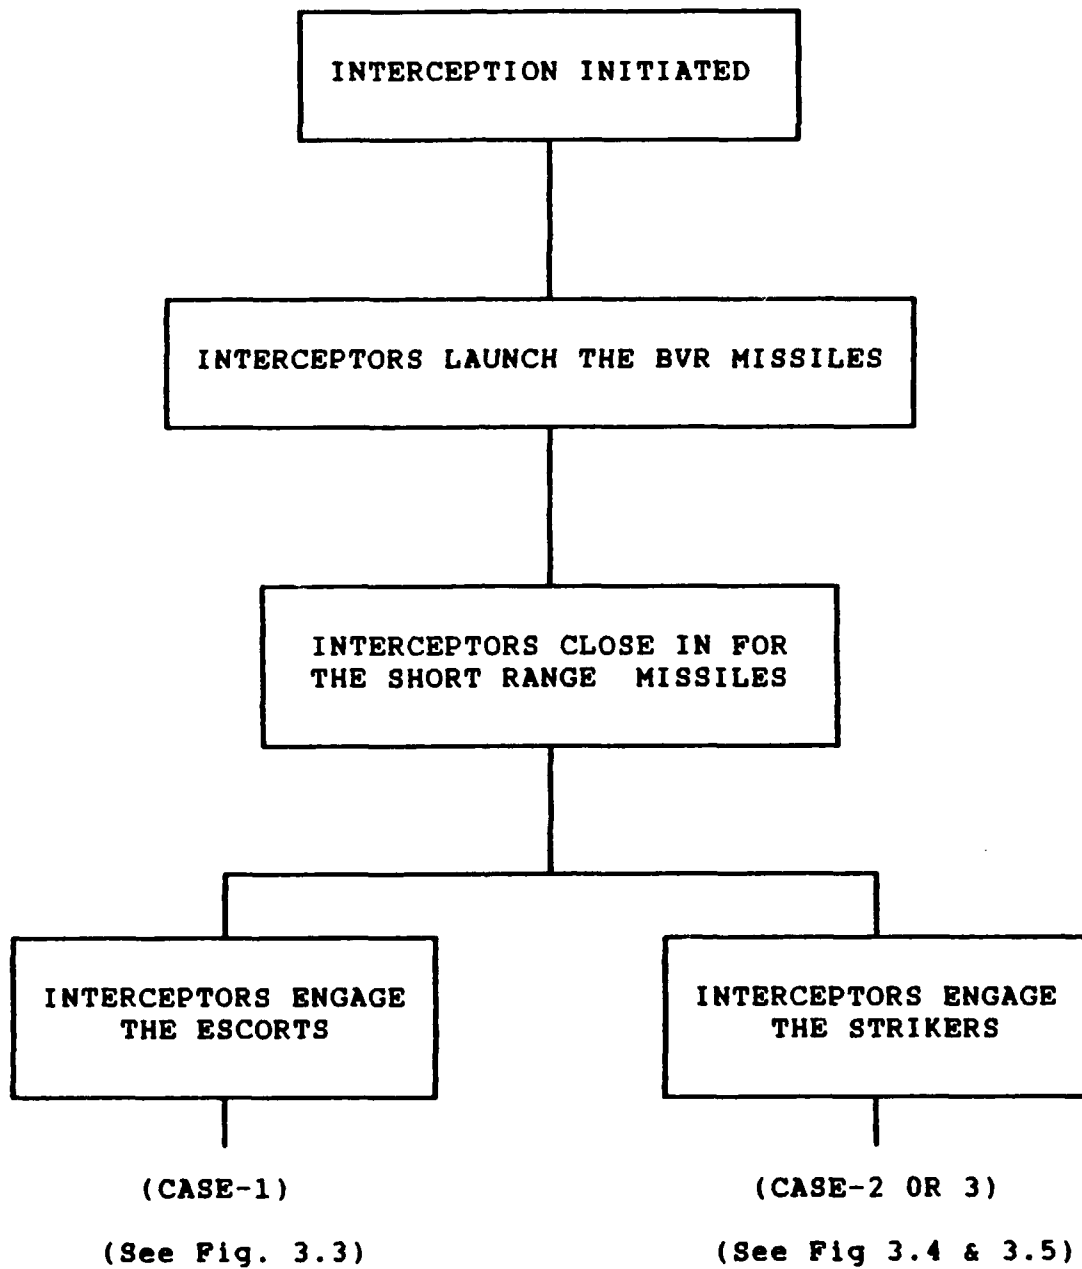 INTERCEPTION INITIATED
INTERCEPTORS LAUNCH THE BVR MISSILES
INTERCEPTORS CLOSE IN FOR
THE SHORT RANGE MISSILES
INTERCEPTORS ENGAGE
THE ESCORTS
INTERCEPTORS ENGAGE
THE STRIKERS
(CASE-1)
(CASE-2 OR 3)
(See Fig. 3.3)
(See Fig 3.4 & 3.5)